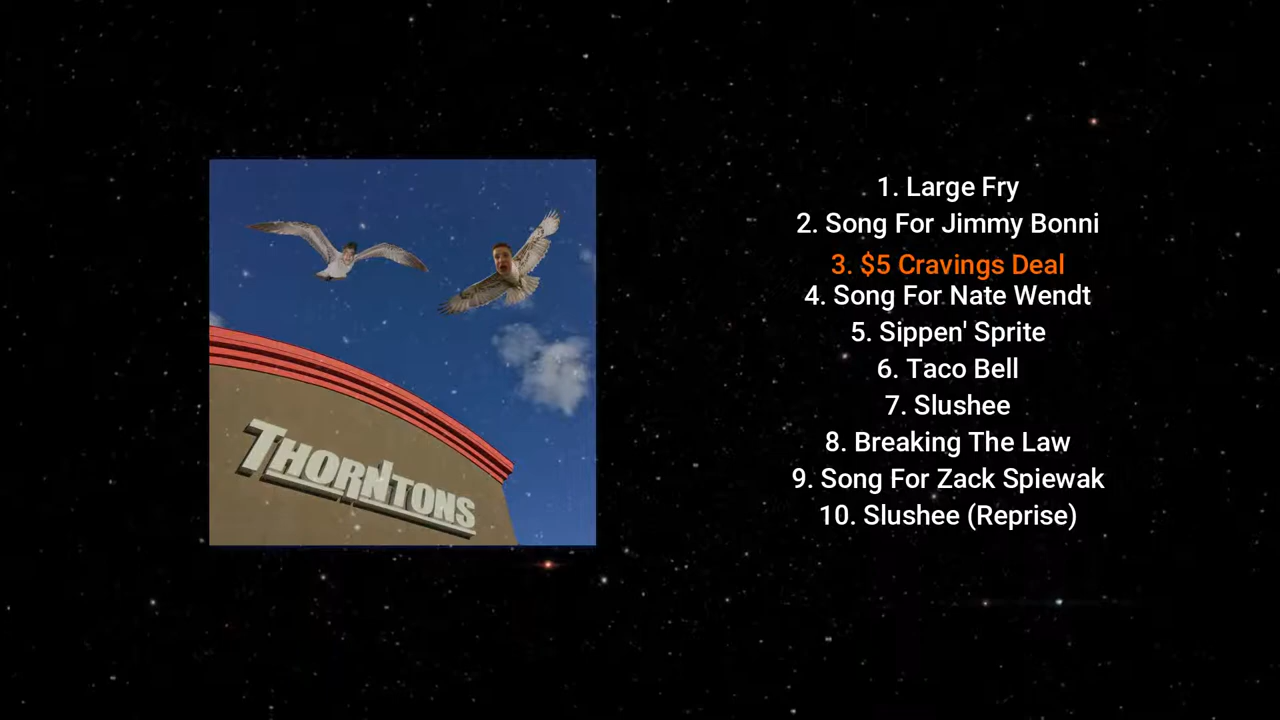 THORNTONS
1. Large Fry
2. Song For Jimmy Bonni
3. $5 Cravings Deal
4. Song For Nate Wendt
5. Sippen' Sprite
6. Taco Bell
7. Slushee
8. Breaking The Law
9. Song For Zack Spiewak
10. Slushee (Reprise)